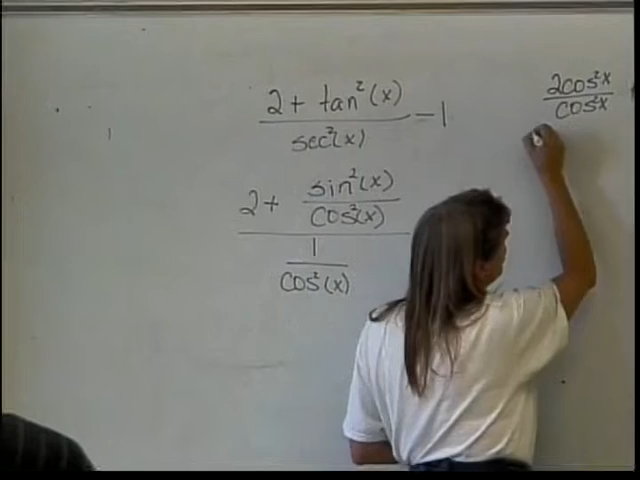 2 + tan²(x)
sec²(x)
− 1
2 + sin²(x)
cos²(x)
1
cos²(x)
2cos²x
cos²x